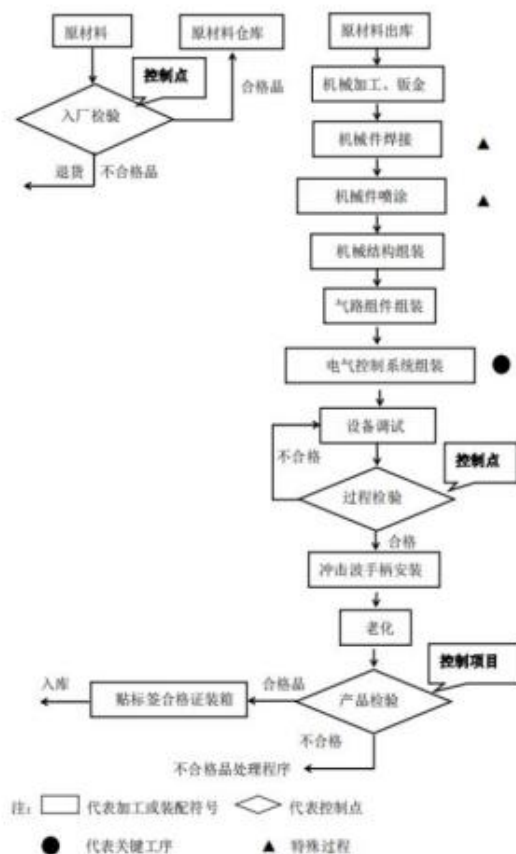 原材料
原材料仓库
控制点
合格品
入厂检验
退货
不合格品
原材料出库
机械加工、钣金
机械件焊接
机械件喷涂
机械结构组装
气路组件组装
电气控制系统组装
设备调试
不合格
控制点
过程检验
合格
冲击波手柄安装
老化
控制项目
产品检验
合格品
贴标签合格证装箱
入库
不合格
不合格品处理程序
注： 代表加工或装配符号 代表控制点
代表关键工序 特殊过程